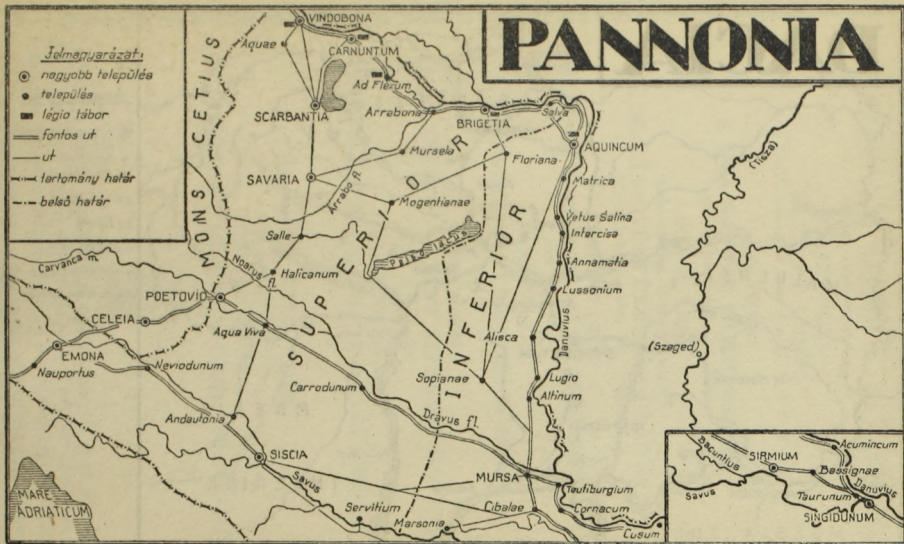 PANNONIA
Jelmagyarázat:
nagyobb település
település
légio tábor
fontos ut
ut
tartomány határ
belső határ
VINDOBONA
Aquae
CARNUNTUM
Ad Flexum
SCARBANTIA
Arrabona
BRIGETIA
Salva
AQUINCUM
Mursela
Floriana
SAVARIA
Arrabo fl.
Mogentianae
Matrica
Vetus Salina
Intercisa
Salle
Pelso lacus
Annamatia
Carvanca m.
Noarus fl.
Halicanum
Lussonium
POETOVIO
CELEIA
Aqua Viva
Alisca
Danuvius
EMONA
Nauportus
Neviodunum
Carrodunum
Sopianae
Lugio
Altinum
Andautonia
Dravus fl.
SISCIA
MURSA
Savus
Teutiburgium
Servitium
Cibalae
Cornacum
Marsonia
Cusum
MONS CETIUS
SUPERIOR
INFERIOR
MARE
ADRIATICUM
(Tisza)
(Szeged)
Acumincum
SIRMIUM
Bacuntius
Bassignae
Savus
Taurunum
Danuvius
SINGIDUNUM